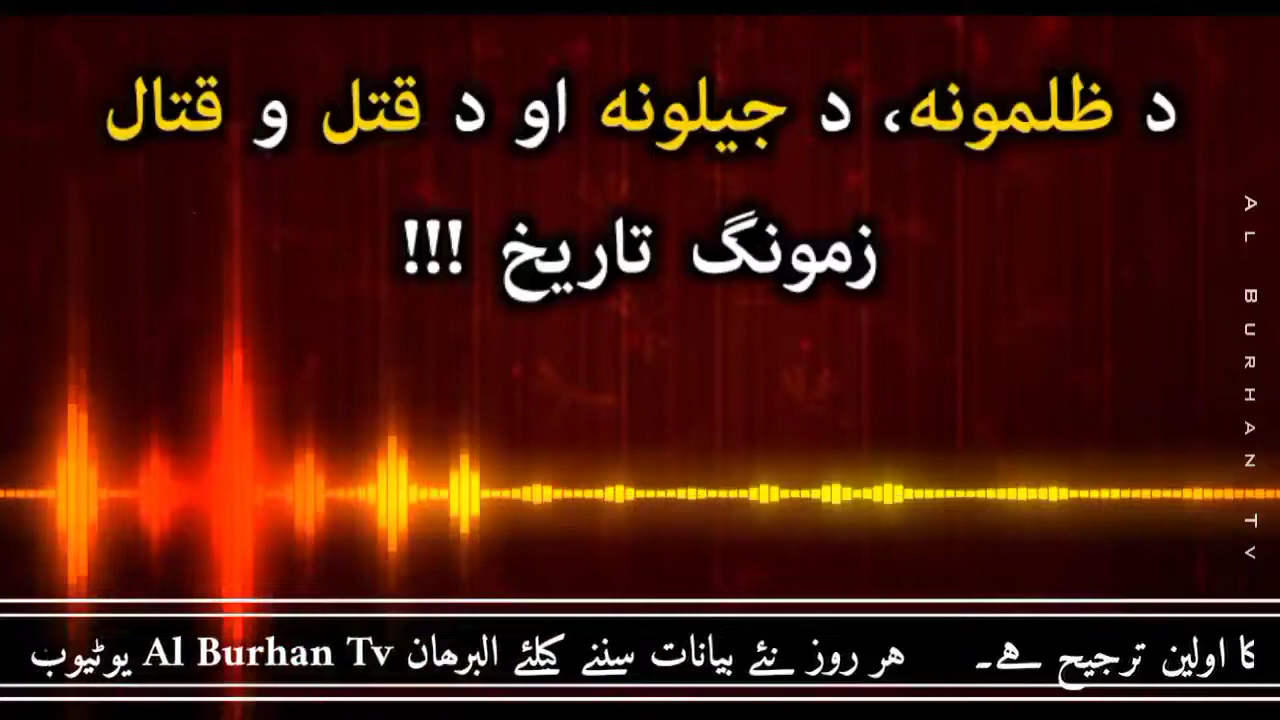 د ظلمونه، د جیلونه او د قتل و قتال
زمونگ تاریخ !!!
AL BURHAN TV
کا اولین ترجیح ہے۔ ہر روز نئے بیانات سننے کیلئے البرھان Al Burhan Tv یوٹیوب